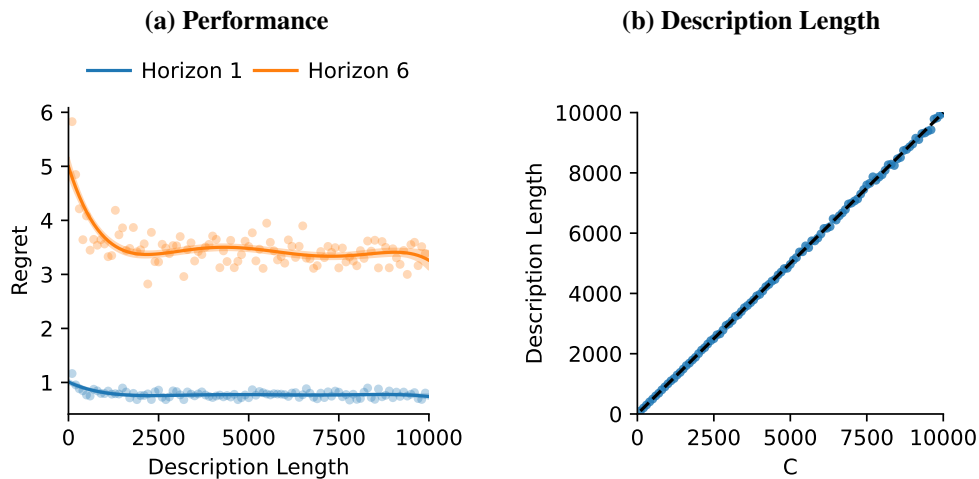 (a) Performance
Horizon 1
Horizon 6
6
5
4
3
2
1
Regret
0
2500
5000
7500
10000
Description Length
(b) Description Length
10000
8000
6000
4000
2000
0
Description Length
0
2500
5000
7500
10000
C